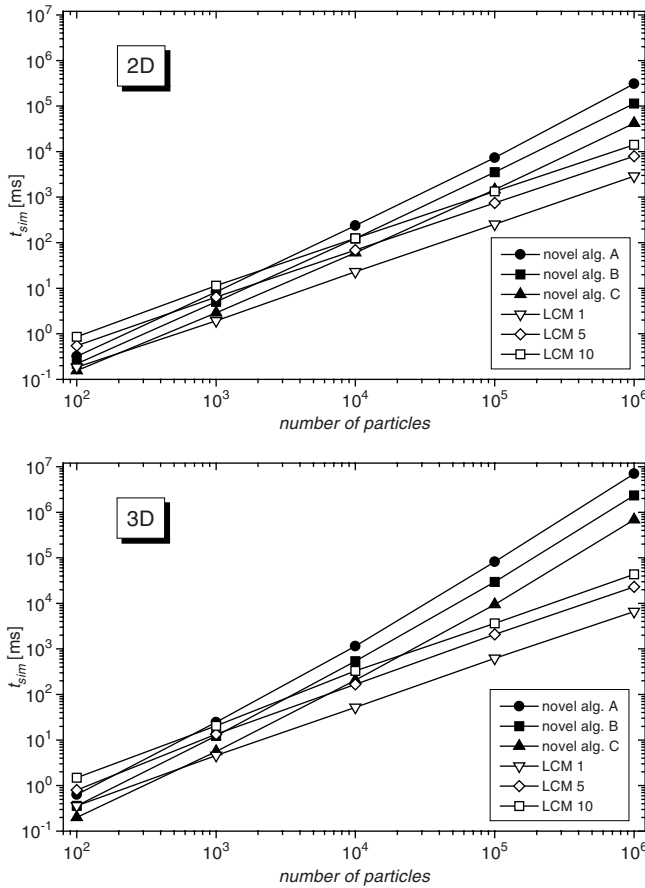 10^7
10^6
10^5
10^4
10^3
10^2
10^1
10^0
10^-1
t_sim [ms]
2D
novel alg. A
novel alg. B
novel alg. C
LCM 1
LCM 5
LCM 10
10^2 10^3 10^4 10^5 10^6
number of particles
10^7
10^6
10^5
10^4
10^3
10^2
10^1
10^0
10^-1
t_sim [ms]
3D
novel alg. A
novel alg. B
novel alg. C
LCM 1
LCM 5
LCM 10
10^2 10^3 10^4 10^5 10^6
number of particles